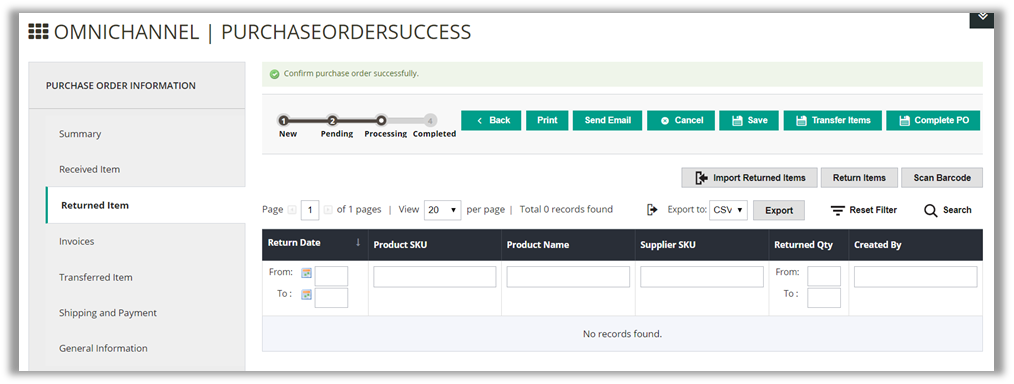 OMNICHANNEL | PURCHASEORDERSUCCESS
PURCHASE ORDER INFORMATION
Summary
Received Item
Returned Item
Invoices
Transferred Item
Shipping and Payment
General Information
Confirm purchase order successfully.
1 2 4
New Pending Processing Completed
Back Print Send Email Cancel Save Transfer Items Complete PO
Import Returned Items Return Items Scan Barcode
Page 1 of 1 pages | View 20 per page | Total 0 records found Export to: CSV Export Reset Filter Search
Return Date ↓ Product SKU Product Name Supplier SKU Returned Qty Created By
From: From:
To : To :
No records found.